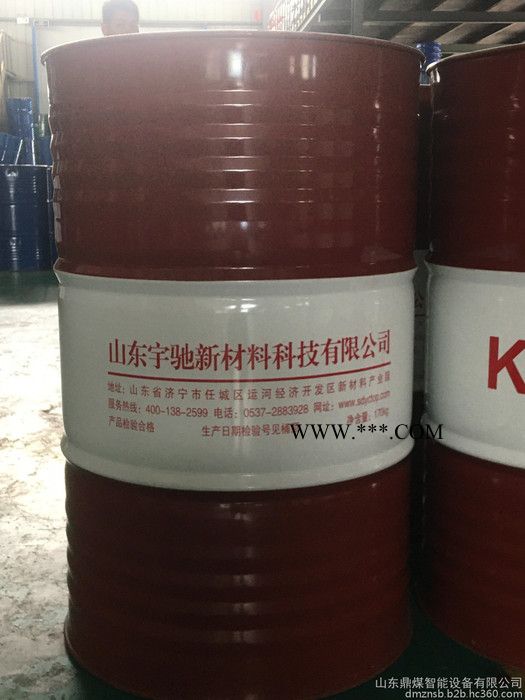 山东宇驰新材料科技有限公司
地址: 山东省济宁市任城区运河经济开发区新材料产业园
服务热线: 400-138-2599 电话: 0537-2883928 网址: www.sdyctop.com
产品检验合格 生产日期检验号见桶 净含量: 170kg
WWW.***.COM
K
山东鼎煤智能设备有限公司
dmznsb.b2b.hc360.com